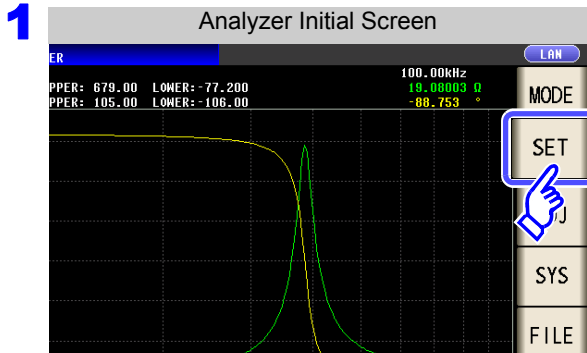 1
Analyzer Initial Screen
ER
LAN
100.00kHz
PPER: 679.00 LOWER:-77.200
19.08003 Ω
PPER: 105.00 LOWER:-106.00
-88.753 °
MODE
SET
SYS
FILE